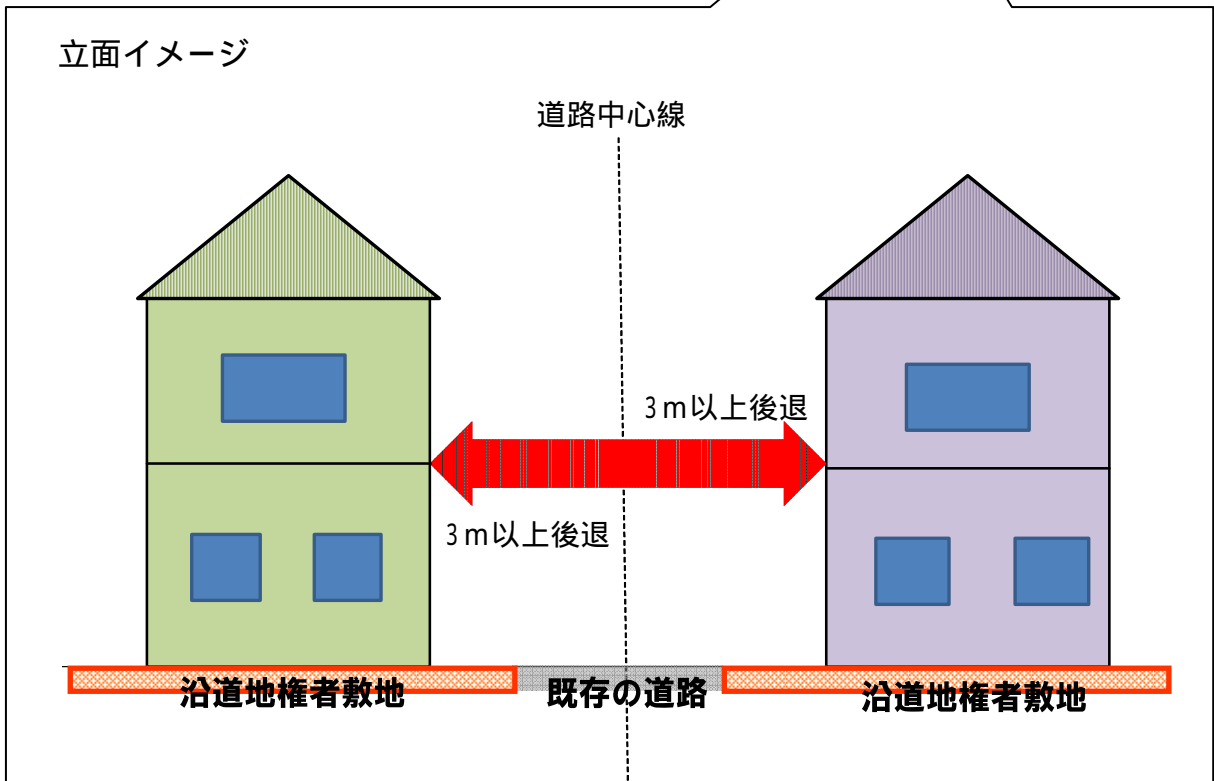 立面イメージ
道路中心線
3m以上後退
3m以上後退
沿道地権者敷地
既存の道路
沿道地権者敷地